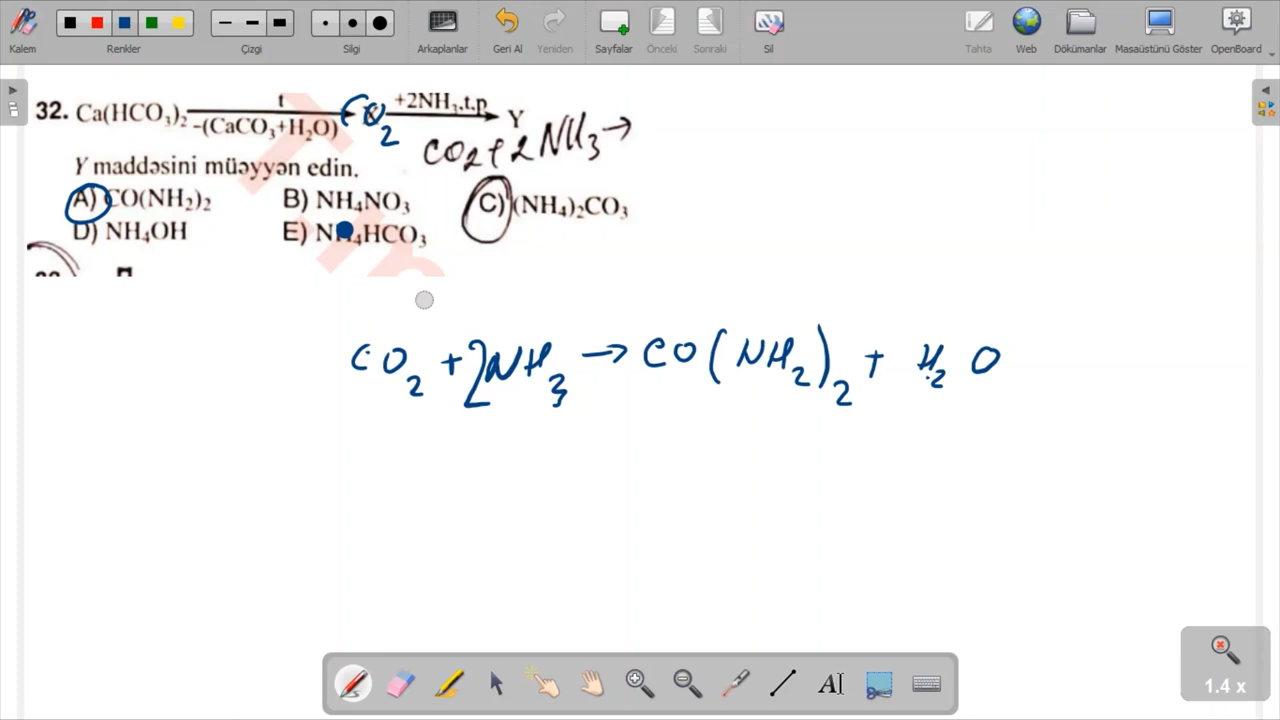 Kalem Renkler Çizgi Silgi Arkaplanlar Geri Al Yeniden Sayfalar Önceki Sonraki Sil Tahta Web Dökümanlar Masaüstünü Göster OpenBoard
32. Ca(HCO₃)₂ t -(CaCO₃+H₂O) CO₂ +2NH₃,t,p Y
CO₂+2NH₃→
Y maddəsini müəyyən edin.
A) CO(NH₂)₂ B) NH₄NO₃ C) (NH₄)₂CO₃
D) NH₄OH E) NH₄HCO₃
CO₂ + 2NH₃ → CO(NH₂)₂ + H₂O
1.4 x